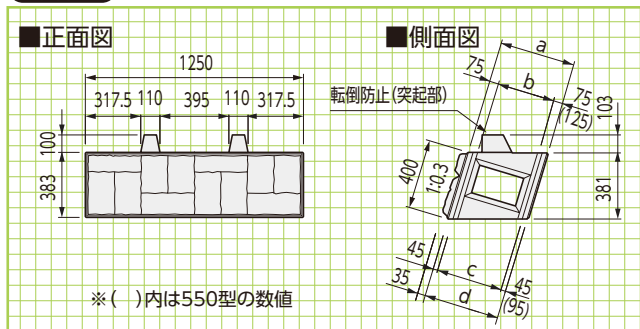 ■正面図
1250
317.5 110 395 110 317.5
100
383
※( )内は550型の数値
■側面図
a
75 b 75
(125)
103
転倒防止(突起部)
400
1:0.3
381
45 c 45
(95)
35 d